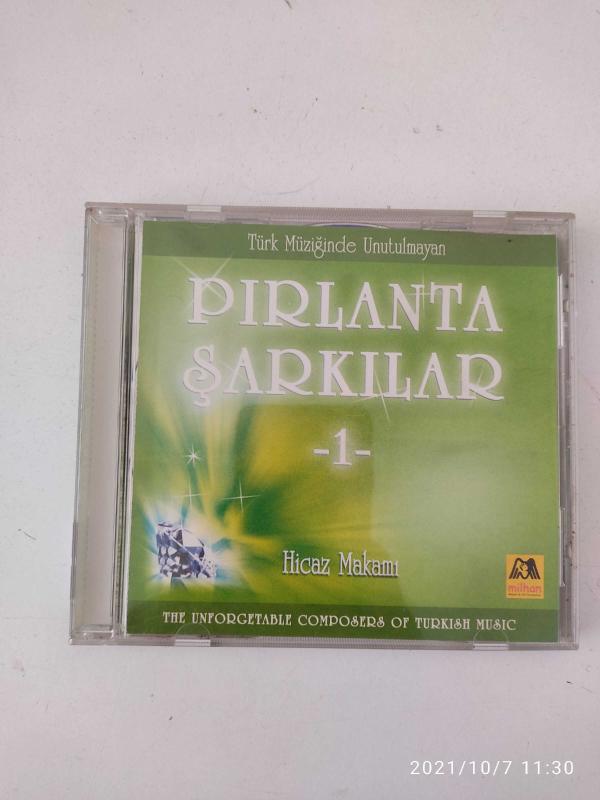 Türk Müziğinde Unutulmayan
PIRLANTA
ŞARKILAR
-1-
Hicaz Makamı
milhan
THE UNFORGETABLE COMPOSERS OF TURKISH MUSIC
2021/10/7 11:30